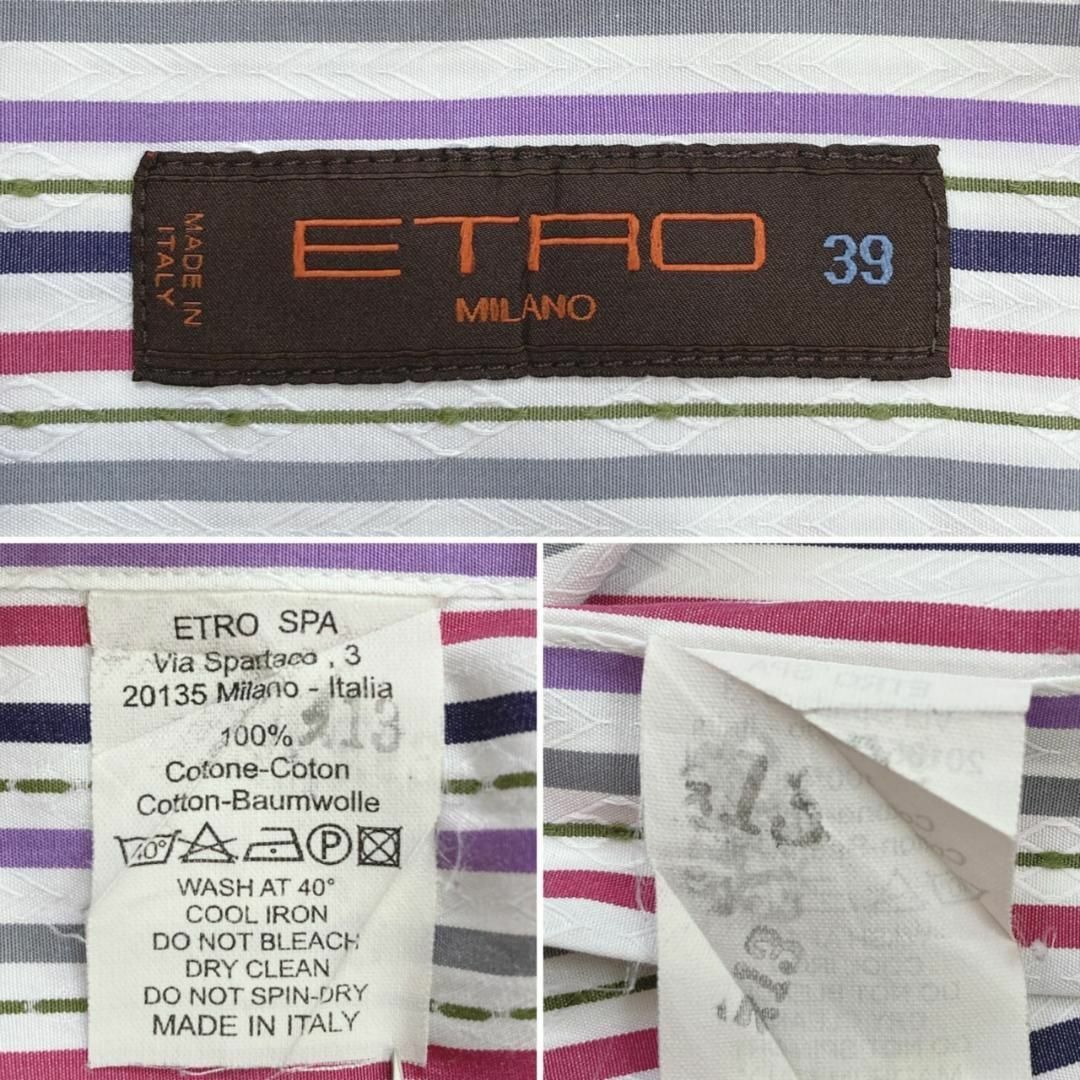 MADE IN
ITALY
ETRO
MILANO
39
ETRO SPA
Via Spartaco , 3
20135 Milano - Italia
100%
Cotone-Coton
Cotton-Baumwolle
40° P
WASH AT 40°
COOL IRON
DO NOT BLEACH
DRY CLEAN
DO NOT SPIN-DRY
MADE IN ITALY